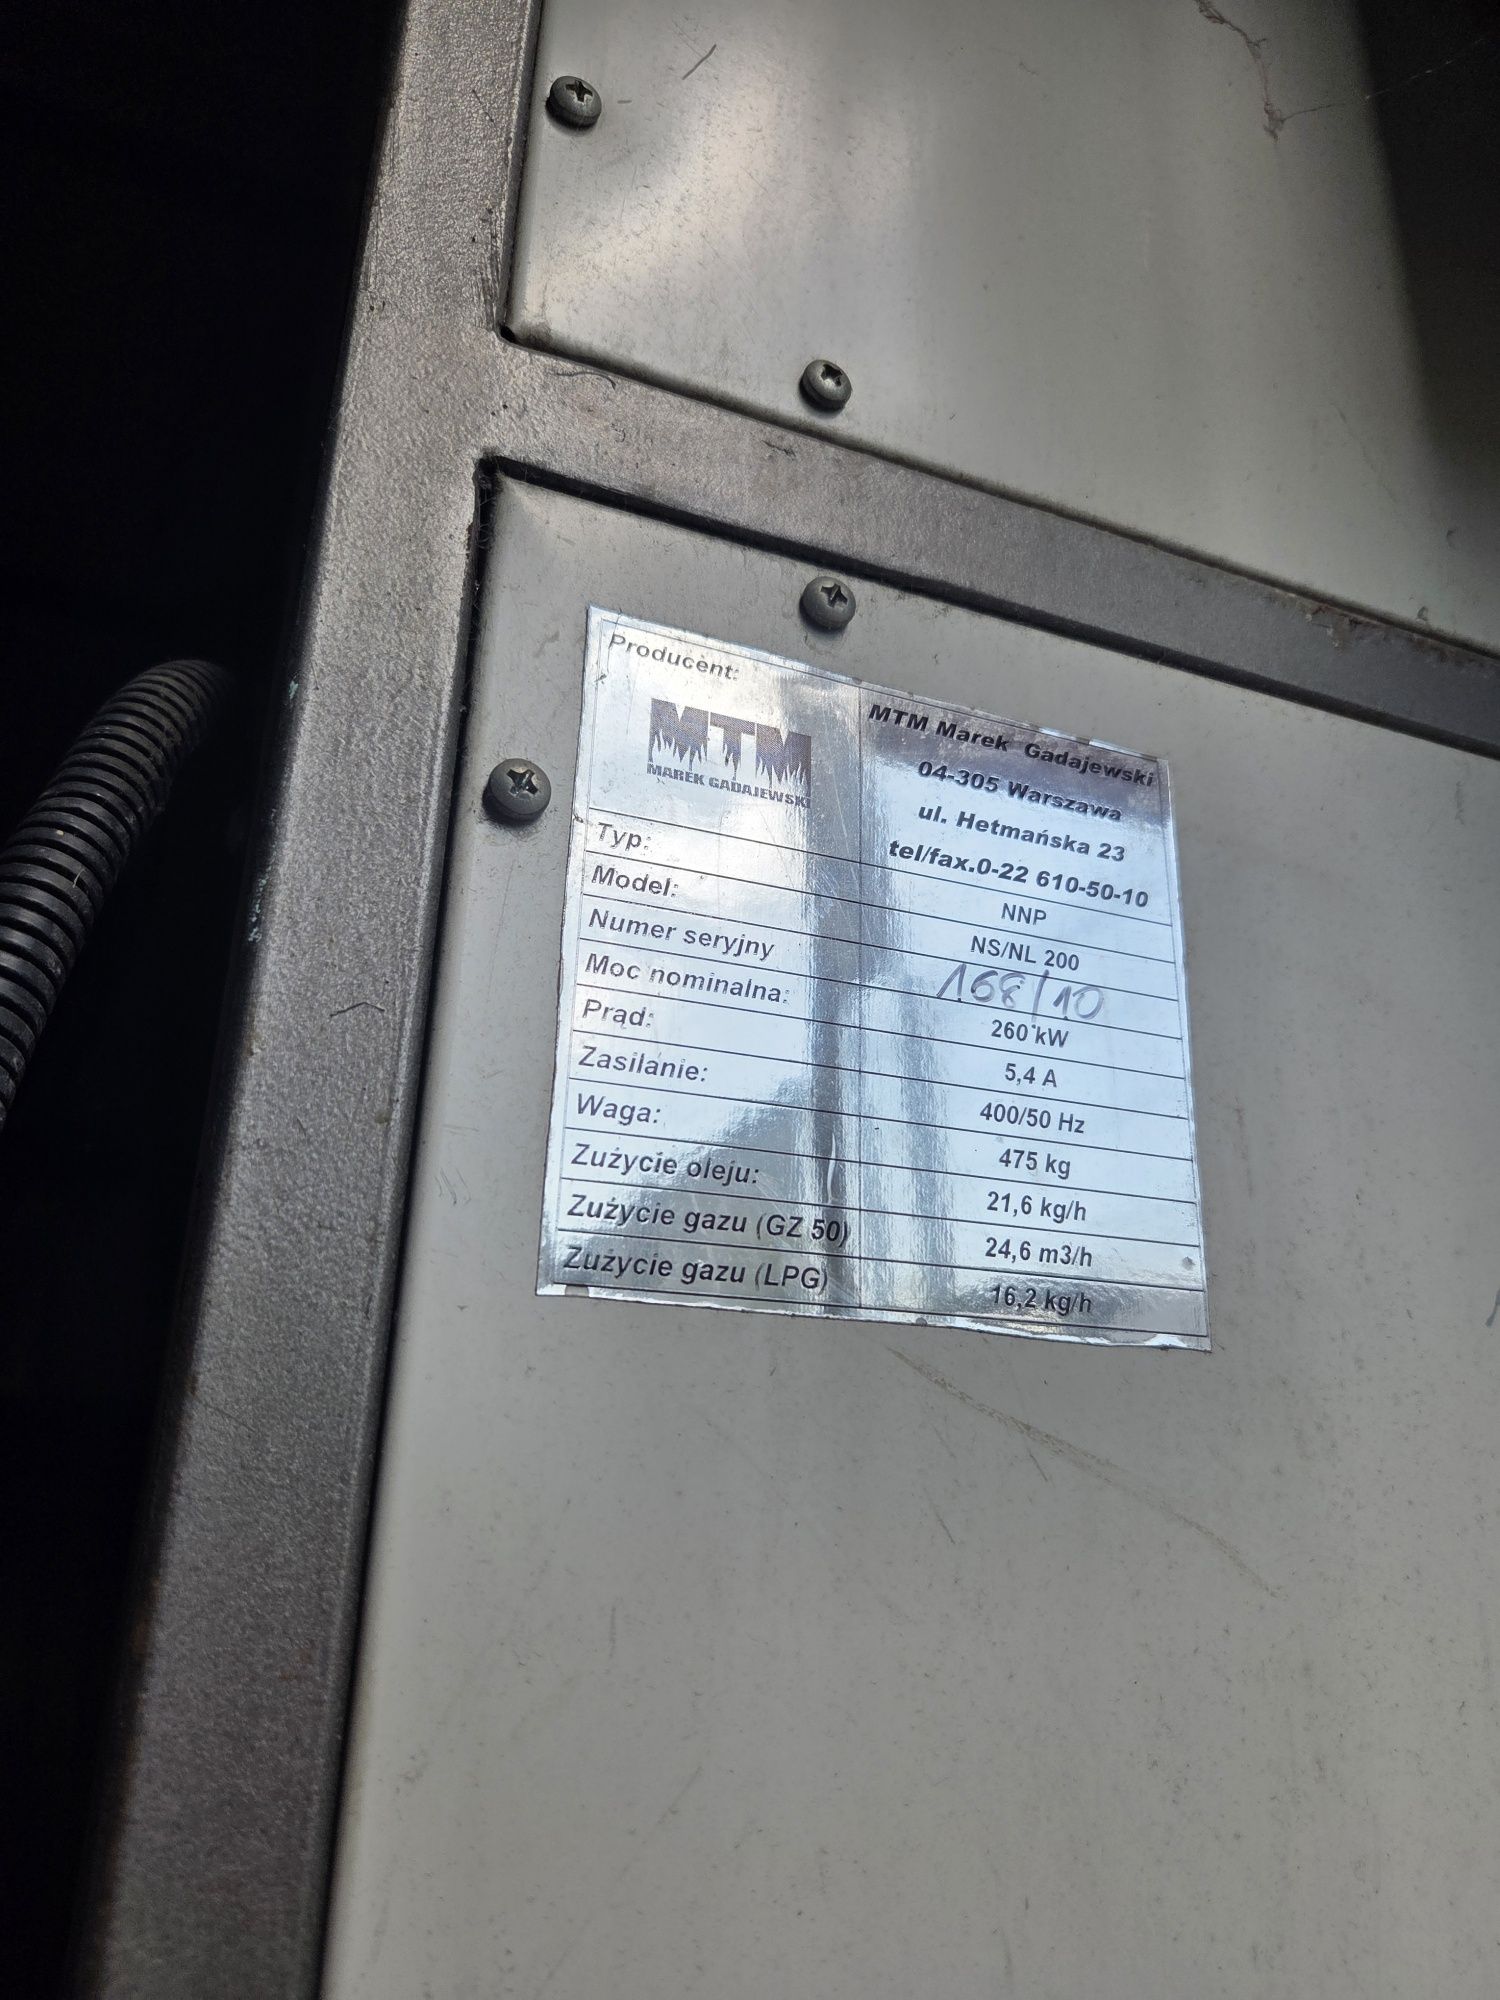 Producent:
MTM
MAREK GADAJEWSKI
MTM Marek Gadajewski
04-305 Warszawa
ul. Hetmańska 23
tel/fax.0-22 610-50-10
Typ: NNP
Model: NS/NL 200
Numer seryjny 168/10
Moc nominalna: 260 kW
Prąd: 5,4 A
Zasilanie: 400/50 Hz
Waga: 475 kg
Zużycie oleju: 21,6 kg/h
Zużycie gazu (GZ 50) 24,6 m3/h
Zużycie gazu (LPG) 16,2 kg/h